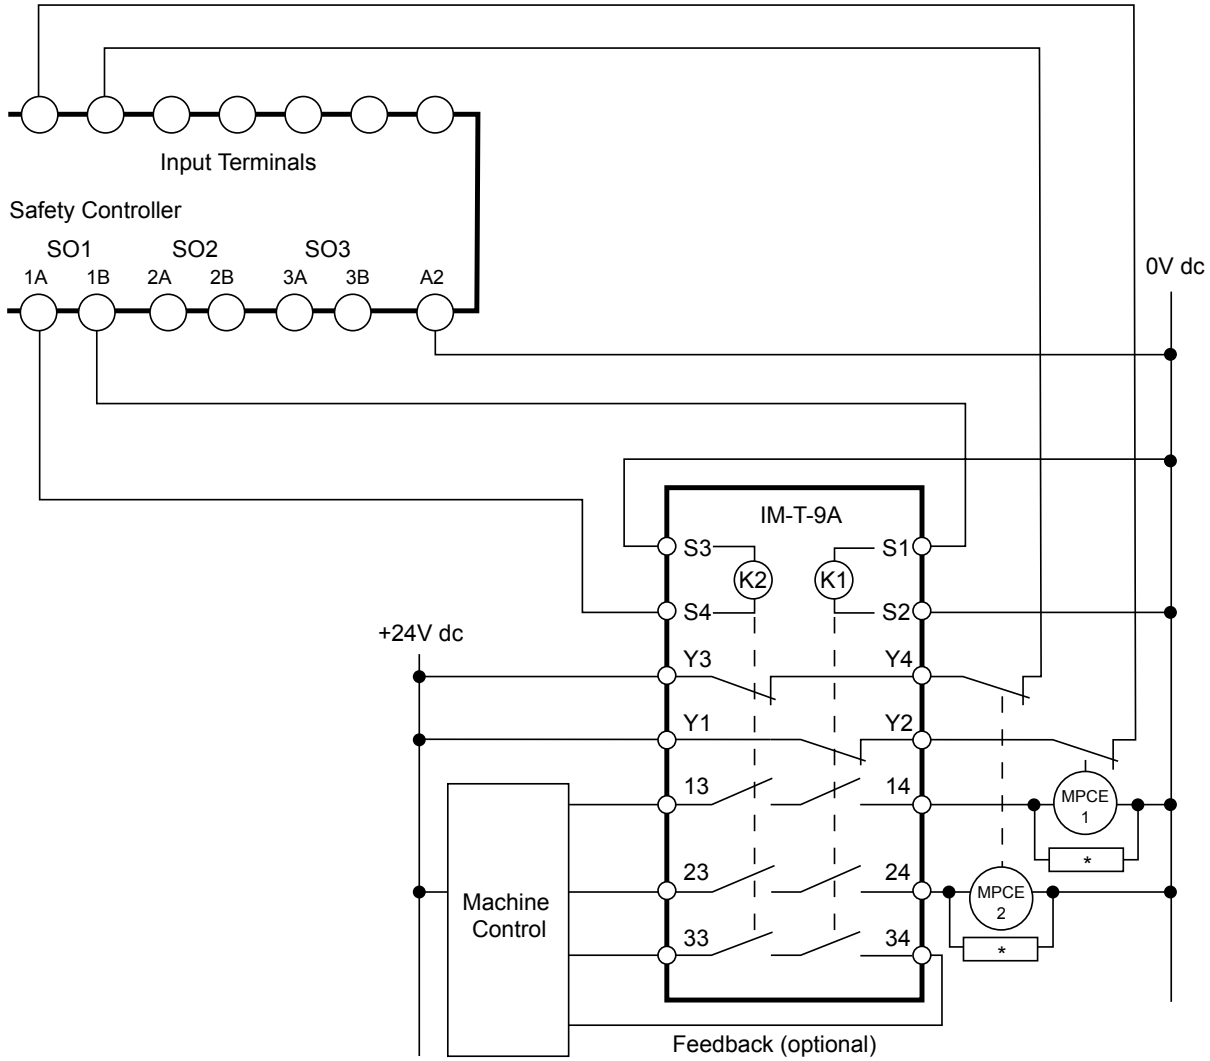 Input Terminals
Safety Controller
SO1 SO2 SO3
1A 1B 2A 2B 3A 3B A2
0V dc
IM-T-9A
S3 S1
K2 K1
S4 S2
+24V dc
Y3 Y4
Y1 Y2
13 14
MPCE
1
*
23 24
MPCE
2
*
Machine
Control
33 34
Feedback (optional)